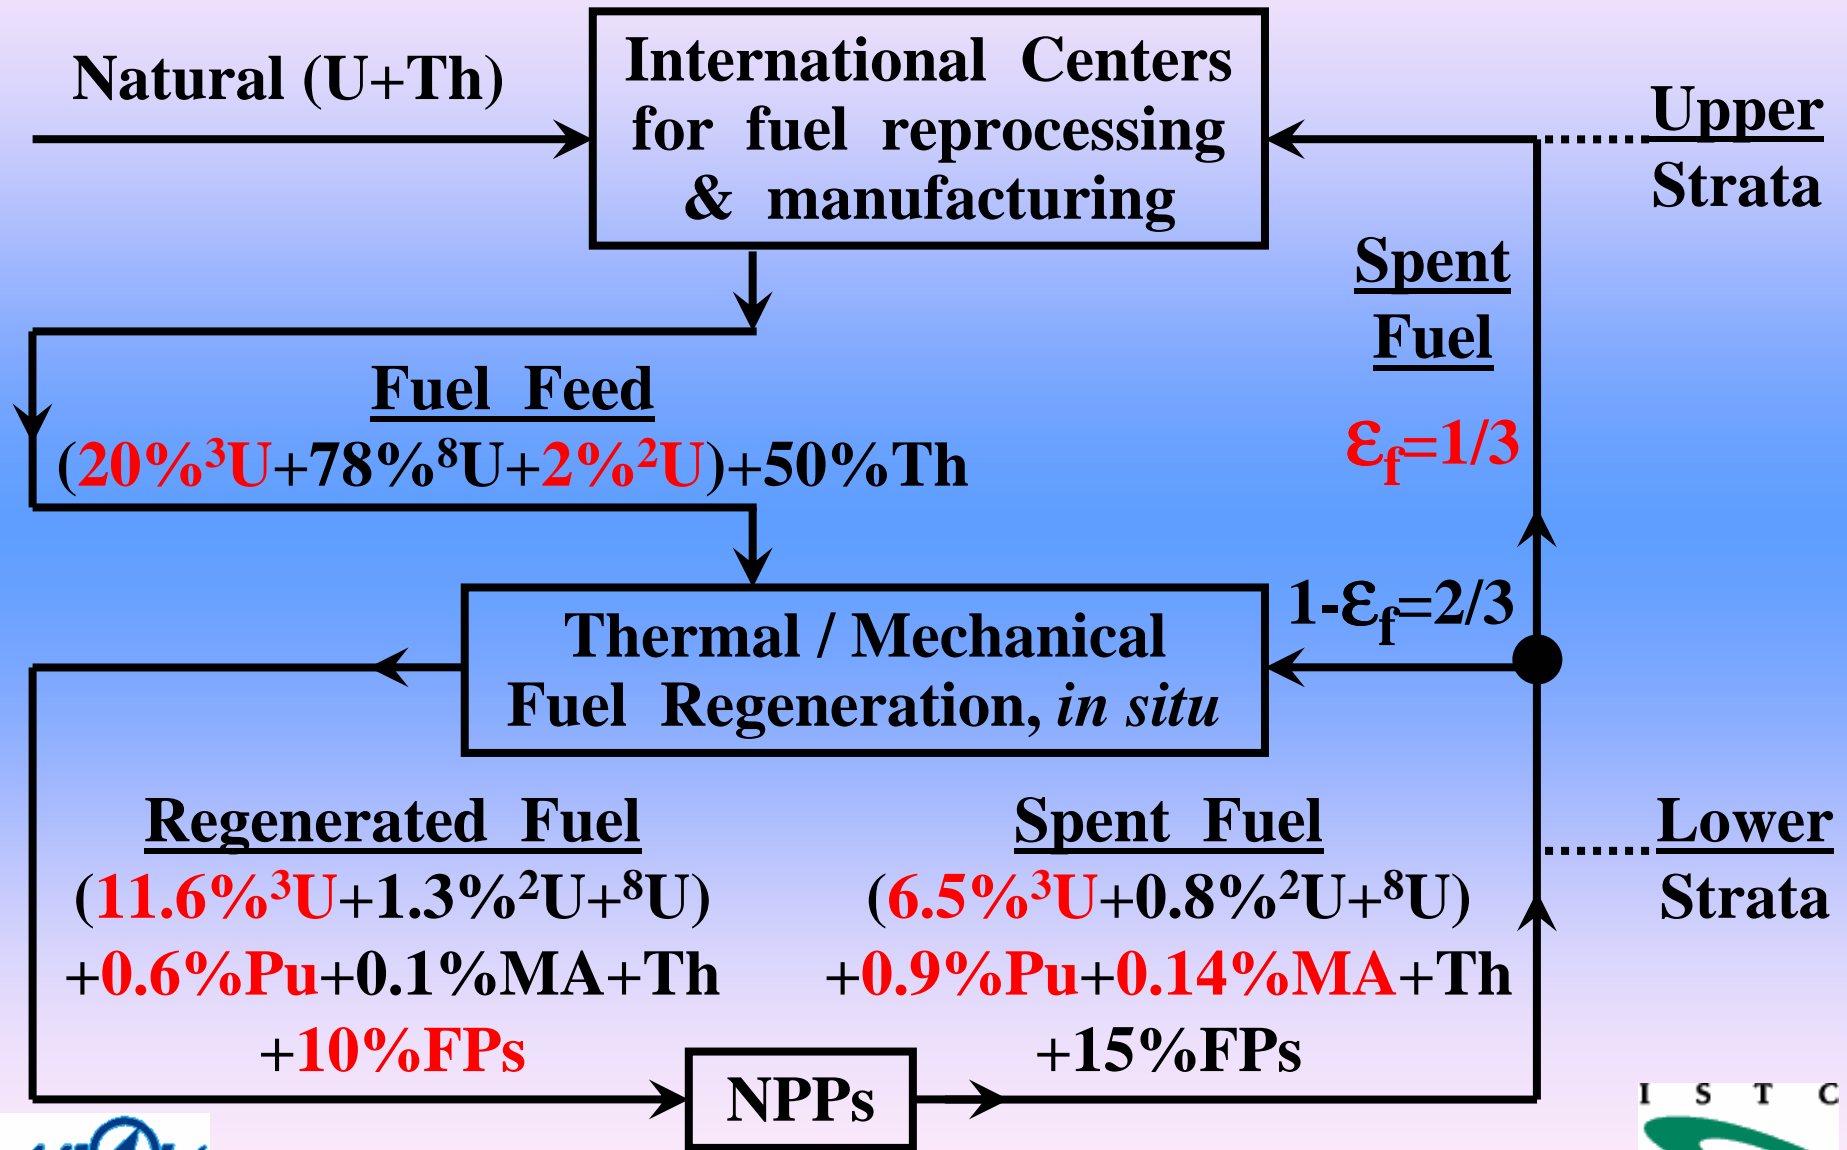 Natural (U+Th)
International Centers
for fuel reprocessing
& manufacturing
Upper
Strata
Spent
Fuel
εf=1/3
Fuel Feed
(20%³U+78%⁸U+2%²U)+50%Th
1-εf=2/3
Thermal / Mechanical
Fuel Regeneration, in situ
Regenerated Fuel
(11.6%³U+1.3%²U+⁸U)
+0.6%Pu+0.1%MA+Th
+10%FPs
Spent Fuel
(6.5%³U+0.8%²U+⁸U)
+0.9%Pu+0.14%MA+Th
+15%FPs
Lower
Strata
NPPs
I S T C